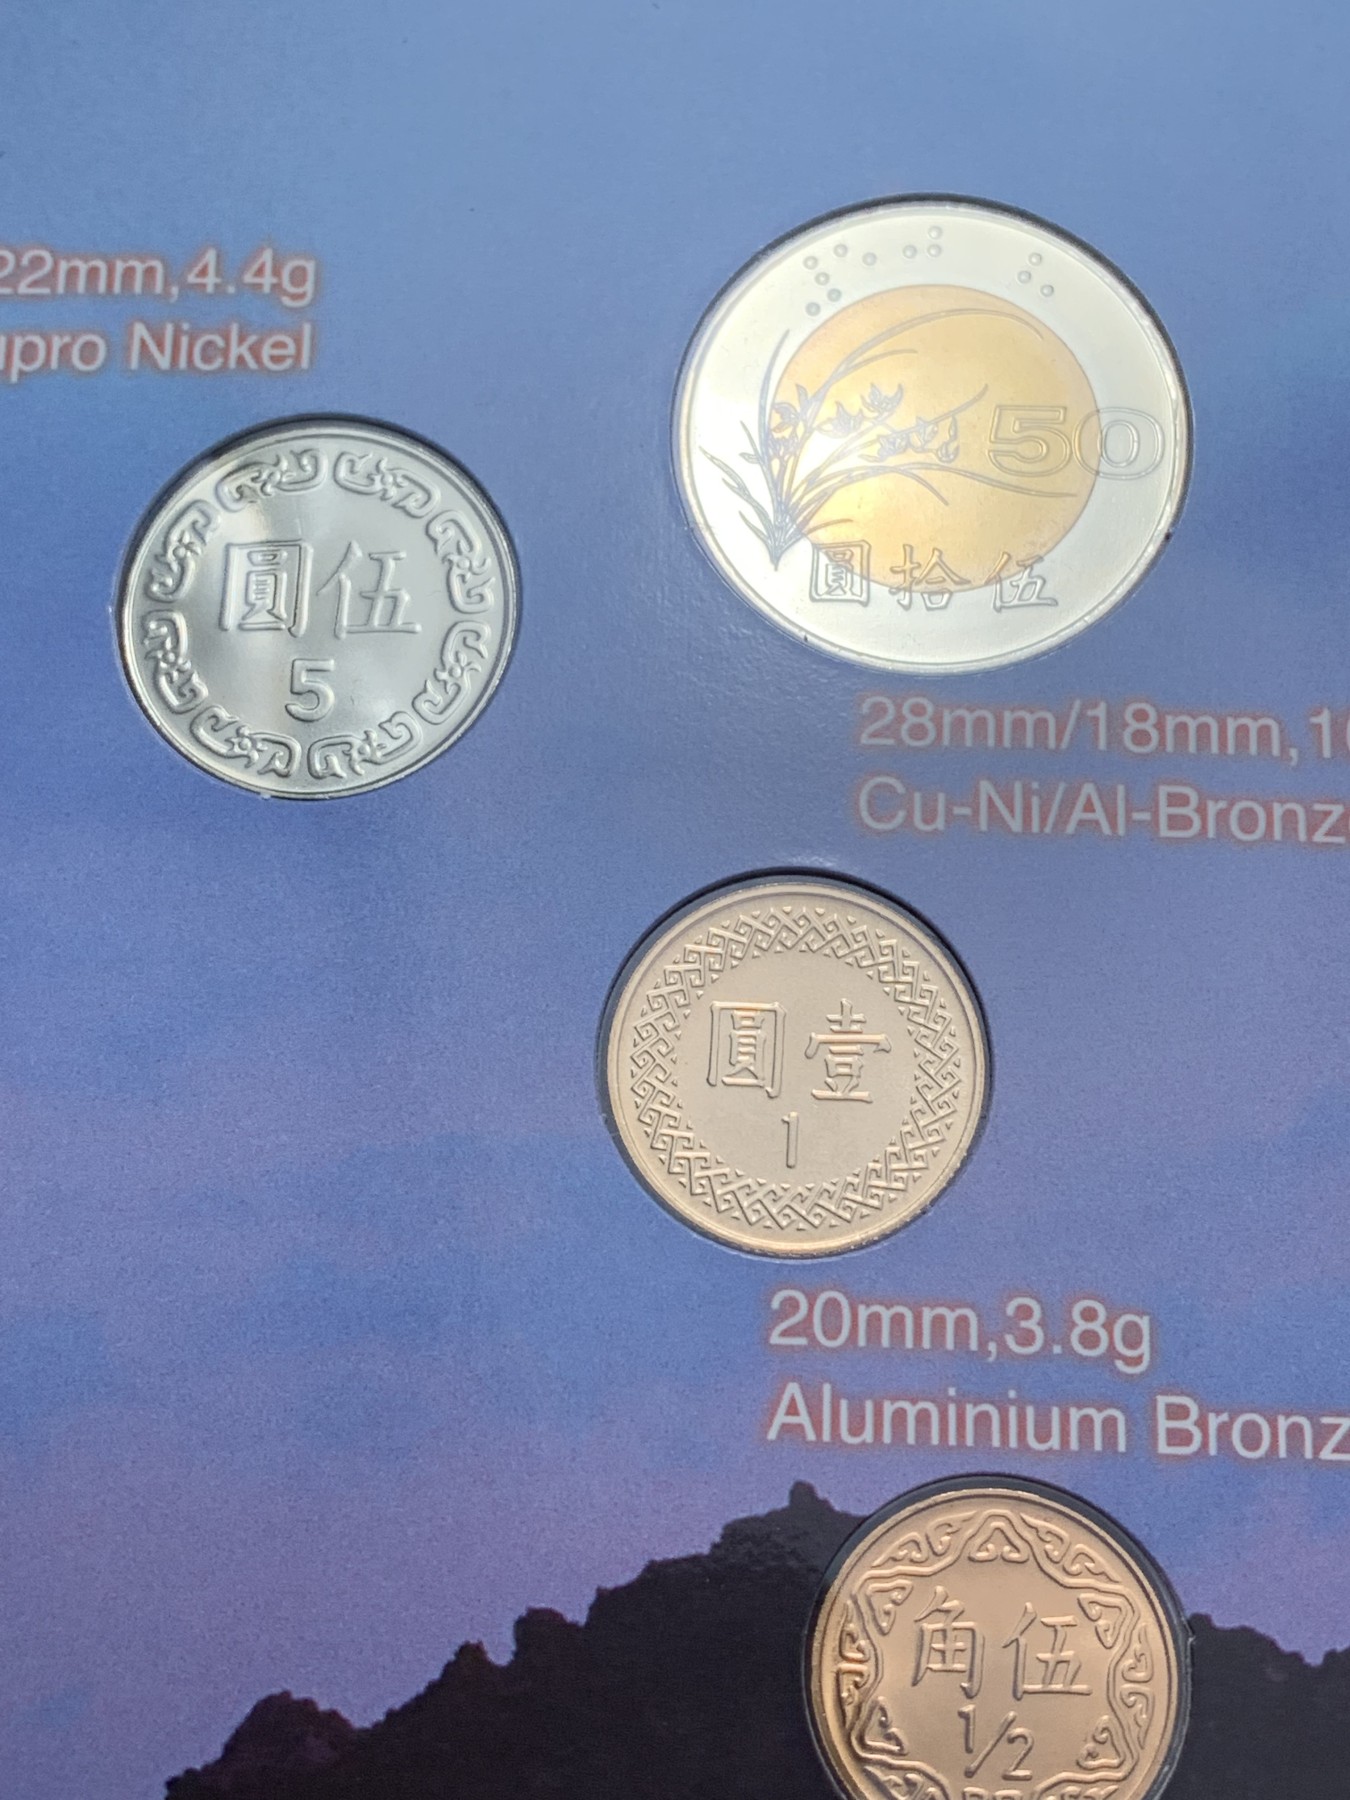 22mm,4.4g
pro Nickel
圓伍
5
50
圓拾伍
28mm/18mm,1
Cu-Ni/Al-Bronz
圓壹
1
20mm,3.8g
Aluminium Bronz
角伍
1/2